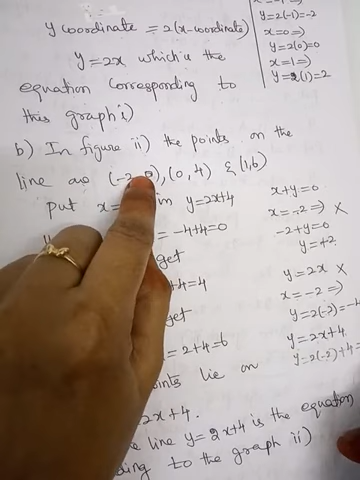 y coordinate = 2(x-coordinate)
y = 2x which is the
equation corresponding to
this graph i)
y=2(-1)=-2
x=0 =>
y=2(0)=0
x=1 =>
y=2(1)=2
b) In figure ii) the points on the
line are (-2, 0), (0, 4) & (1,6)
put x= in y=2x+4
= -4+4=0
get
+4=4
get
= 2+4=6
points lie on
2x+4.
line y=2x+4 is the equation
to the graph ii)
x+y=0
x=-2 => X
-2+y=0
y=+2
y=2x X
x=-2 =>
y=2(-2)=-4
y=2x+4
y=2(-2)+4=